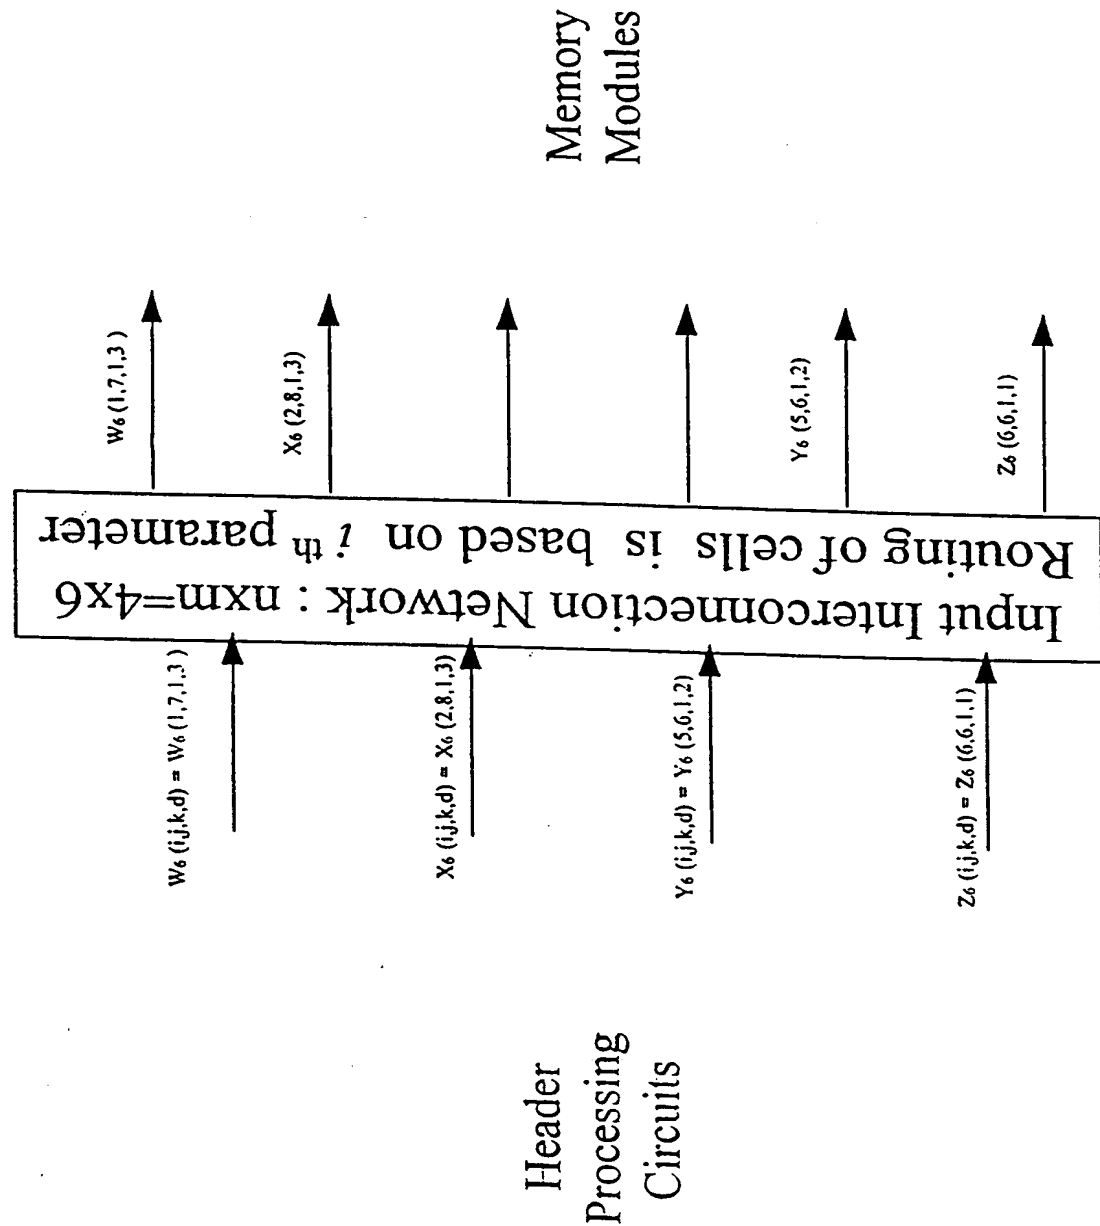 Header
Processing
Circuits
W6 (i,j,k,d) = W6 (1,7,1,3 )
X6 (i,j,k,d) = X6 (2,8,1,3)
Y6 (i,j,k,d) = Y6 (5,6,1,2)
Z6 (i,j,k,d) = Z6 (6,6,1,1)
Input Interconnection Network : nxm=4x6
Routing of cells is based on i th parameter
W6 (1,7,1,3 )
X6 (2,8,1,3)
Y6 (5,6,1,2)
Z6 (6,6,1,1)
Memory
Modules